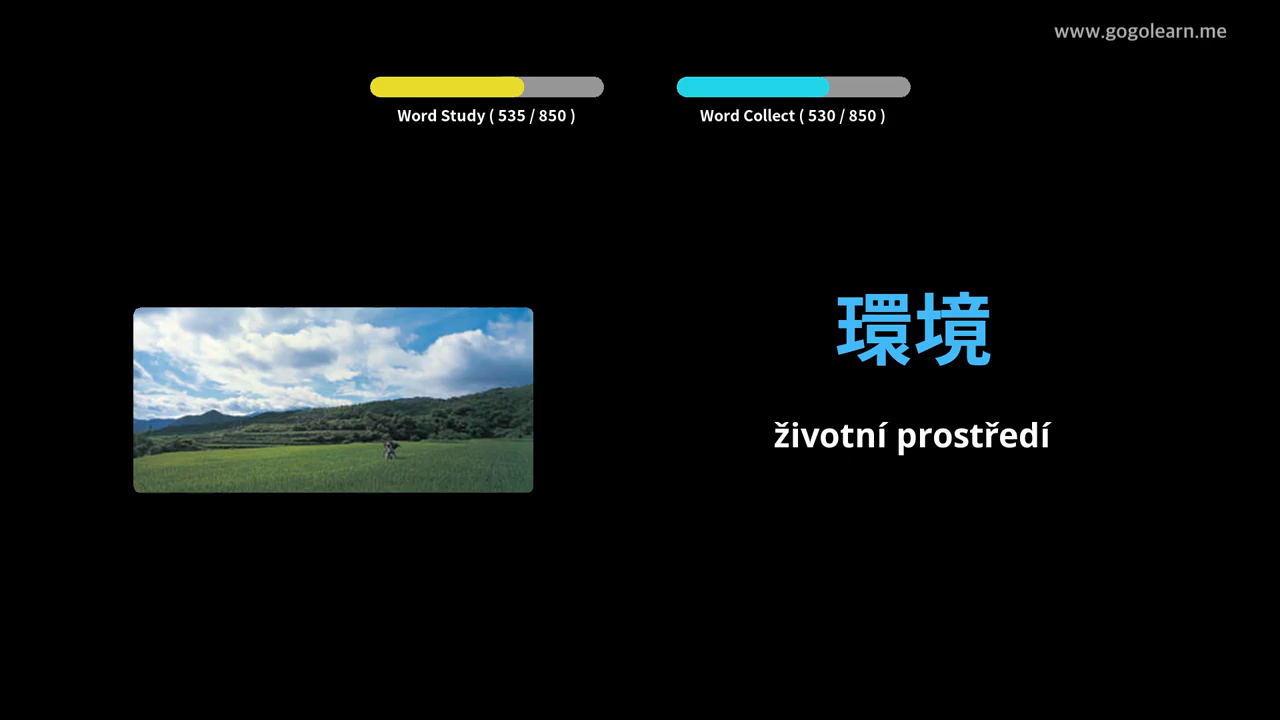 www.gogolearn.me
Word Study ( 535 / 850 )
Word Collect ( 530 / 850 )
環境
životní prostředí